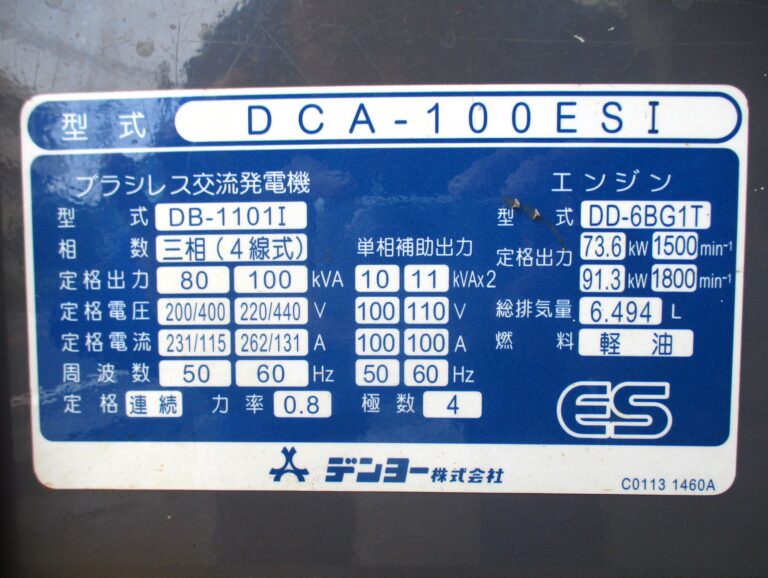 型式 DCA-100ESI
ブラシレス交流発電機
型式 DB-1101I
相数 三相(4線式) 単相補助出力
定格出力 80 100 kVA 10 11 kVAx2
定格電圧 200/400 220/440 V 100 110 V
定格電流 231/115 262/131 A 100 100 A
周波数 50 60 Hz 50 60 Hz
定格 連続 力率 0.8 極数 4
エンジン
型式 DD-6BG1T
定格出力 73.6 kW 1500 min⁻¹
91.3 kW 1800 min⁻¹
総排気量 6.494 L
燃料 軽油
ES
デンヨー株式会社
C0113 1460A